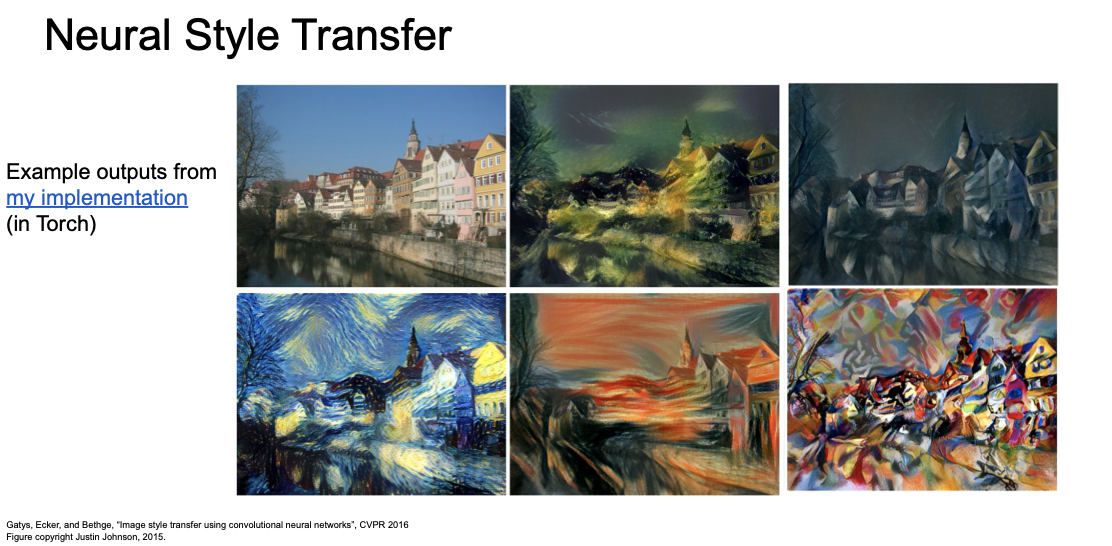 Neural Style Transfer
Example outputs from
my implementation
(in Torch)
Gatys, Ecker, and Bethge, “Image style transfer using convolutional neural networks”, CVPR 2016
Figure copyright Justin Johnson, 2015.